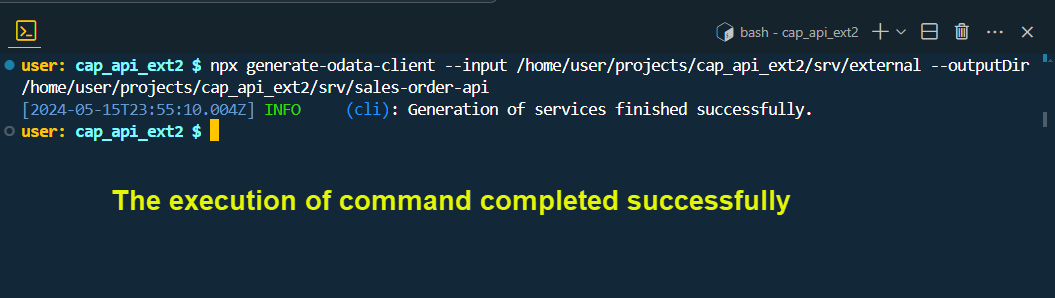 bash - cap_api_ext2
user: cap_api_ext2 $ npx generate-odata-client --input /home/user/projects/cap_api_ext2/srv/external --outputDir
/home/user/projects/cap_api_ext2/srv/sales-order-api
[2024-05-15T23:55:10.004Z] INFO     (cli): Generation of services finished successfully.
user: cap_api_ext2 $
The execution of command completed successfully